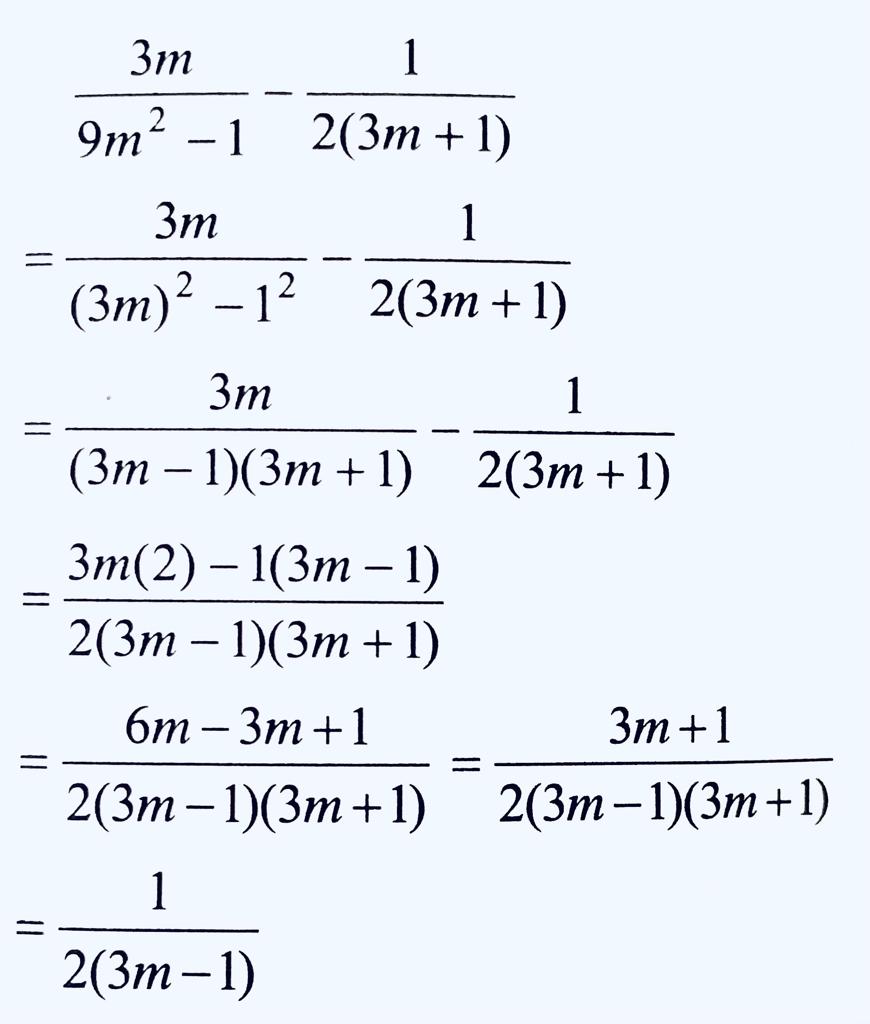 3m/(9m² − 1) − 1/(2(3m + 1))
= 3m/((3m)² − 1²) − 1/(2(3m + 1))
= 3m/((3m − 1)(3m + 1)) − 1/(2(3m + 1))
= (3m(2) − 1(3m − 1))/(2(3m − 1)(3m + 1))
= (6m − 3m + 1)/(2(3m − 1)(3m + 1)) = (3m + 1)/(2(3m − 1)(3m + 1))
= 1/(2(3m − 1))